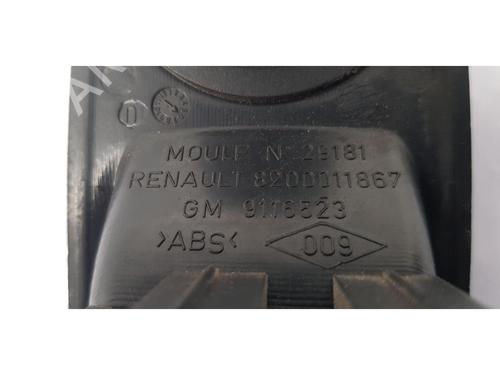 MOULE N° 29181
RENAULT 8200011867
GM 9116523
>ABS<
009